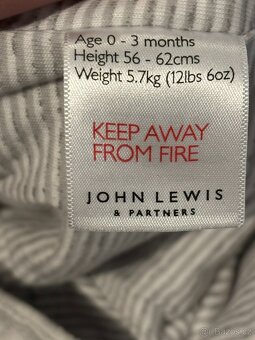 Age 0 - 3 months
Height 56 - 62cms
Weight 5.7kg (12lbs 6oz)
KEEP AWAY
FROM FIRE
JOHN LEWIS
& PARTNERS